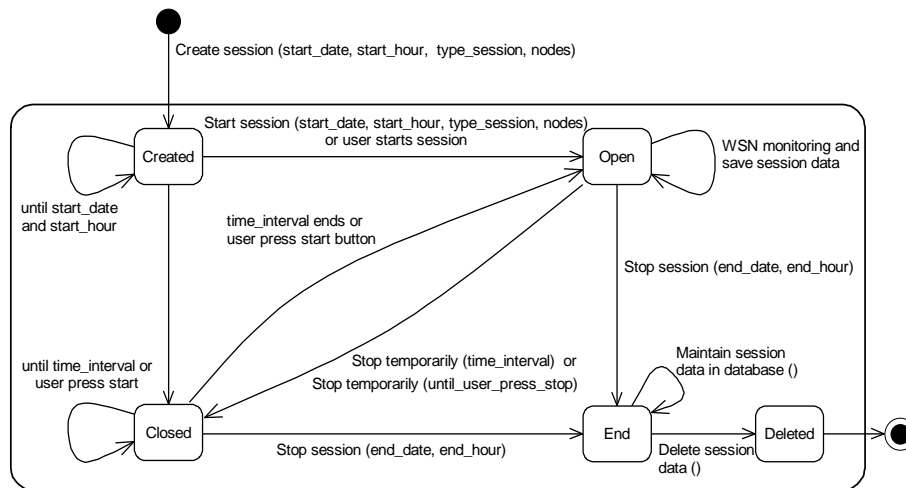 Create session (start_date, start_hour, type_session, nodes)
Start session (start_date, start_hour, type_session, nodes)
or user starts session
Created
Open
WSN monitoring and
save session data
until start_date
and start_hour
time_interval ends or
user press start button
Stop session (end_date, end_hour)
until time_interval or
user press start
Stop temporarily (time_interval) or
Stop temporarily (until_user_press_stop)
Maintain session
data in database ()
Closed
End
Deleted
Stop session (end_date, end_hour)
Delete session
data ()